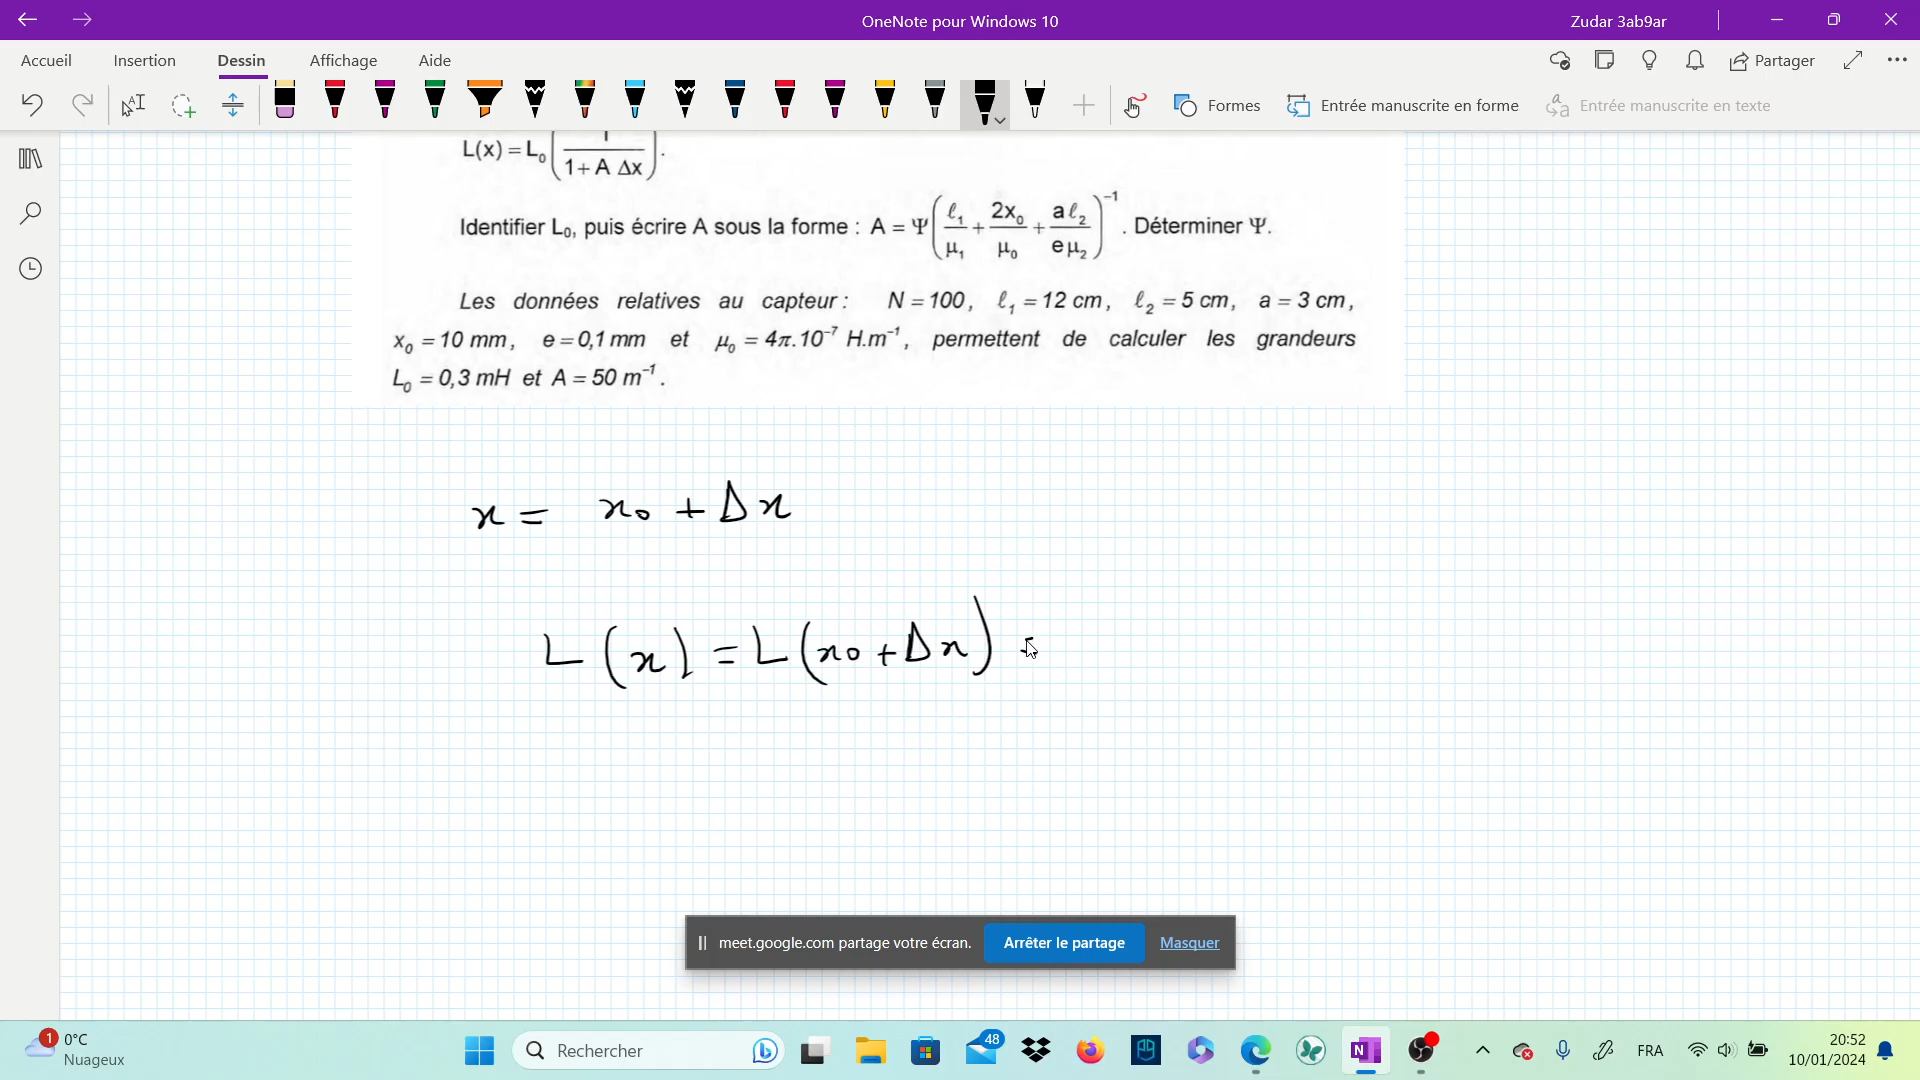 OneNote pour Windows 10
Zudar 3ab9ar
Accueil Insertion Dessin Affichage Aide
Partager
Formes Entrée manuscrite en forme Entrée manuscrite en texte
L(x) = L₀ ( 1 / (1 + A Δx) ).
Identifier L₀, puis écrire A sous la forme : A = Ψ ( ℓ₁/μ₁ + 2x₀/μ₀ + aℓ₂/(eμ₂) )⁻¹. Déterminer Ψ.
Les données relatives au capteur : N = 100, ℓ₁ = 12 cm, ℓ₂ = 5 cm, a = 3 cm,
x₀ = 10 mm, e = 0,1 mm et μ₀ = 4π.10⁻⁷ H.m⁻¹, permettent de calculer les grandeurs
L₀ = 0,3 mH et A = 50 m⁻¹.
x = x₀ + Δx
L(x) = L(x₀ + Δx) =
meet.google.com partage votre écran. Arrêter le partage Masquer
1 0°C
Nuageux
Rechercher
48
N
FRA
20:52
10/01/2024